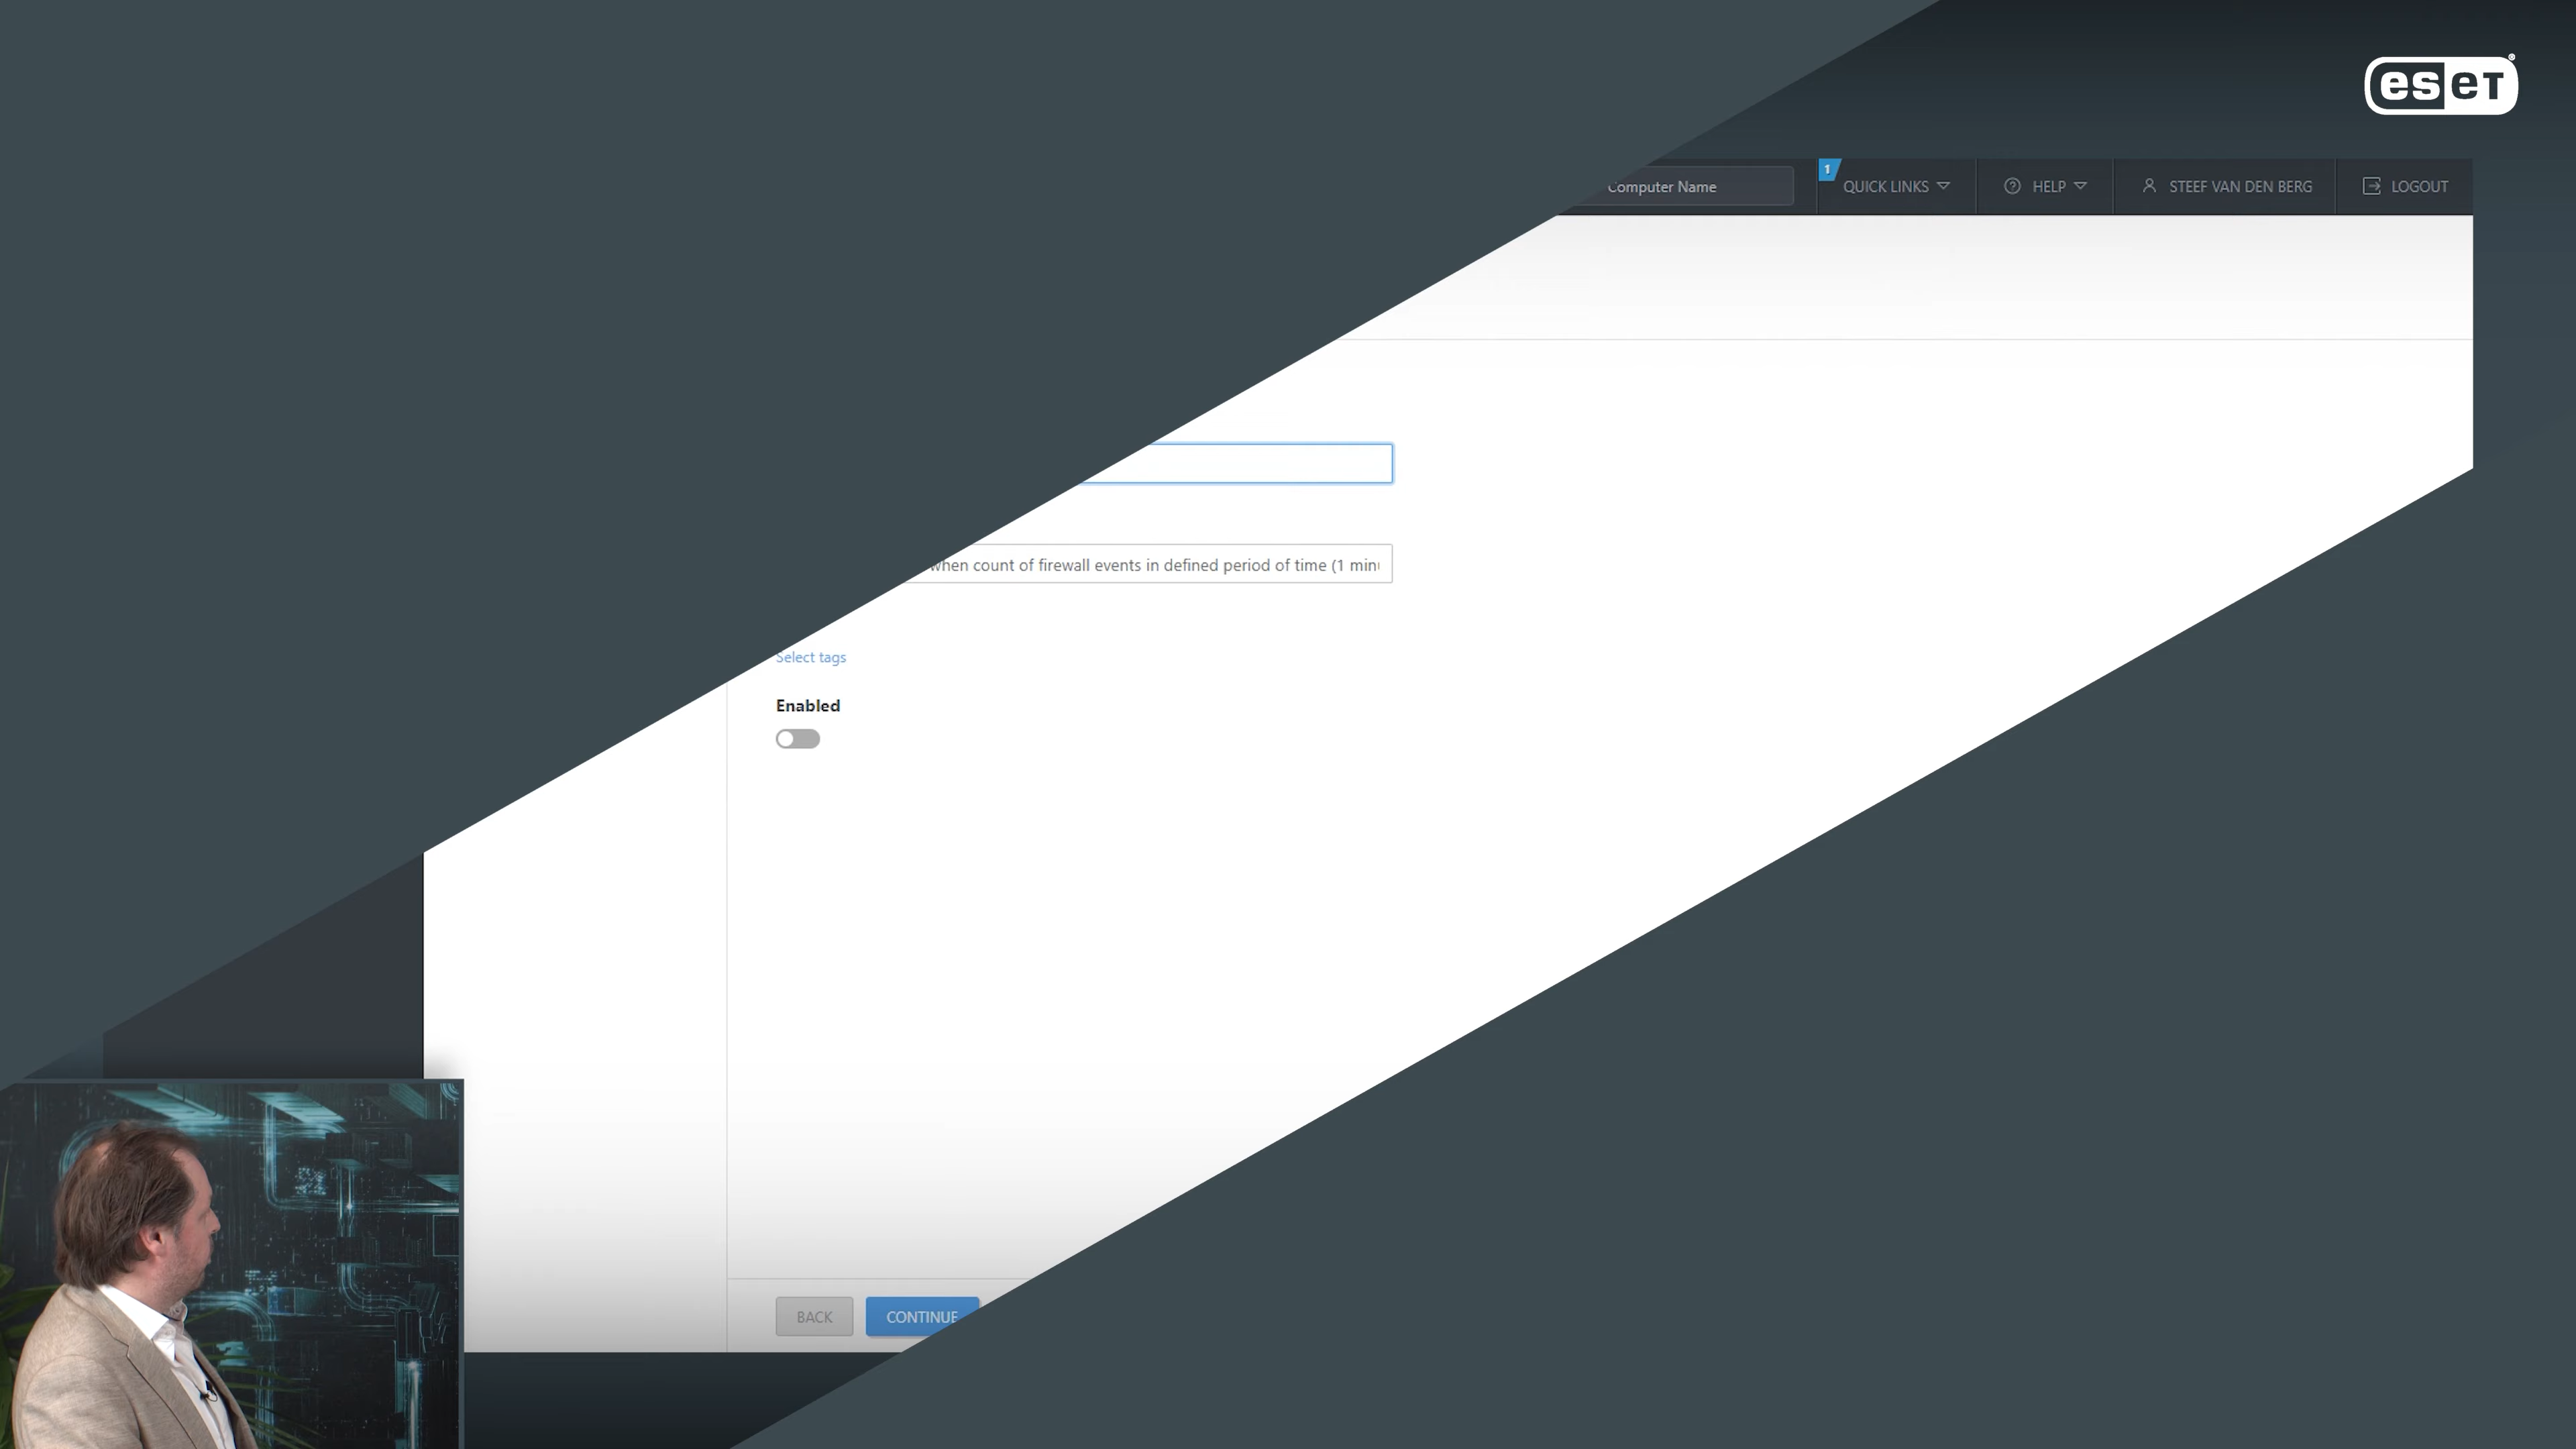 eseT®
Computer Name
1
QUICK LINKS
HELP
STEEF VAN DEN BERG
LOGOUT
when count of firewall events in defined period of time (1 minu
Select tags
Enabled
BACK
CONTINUE